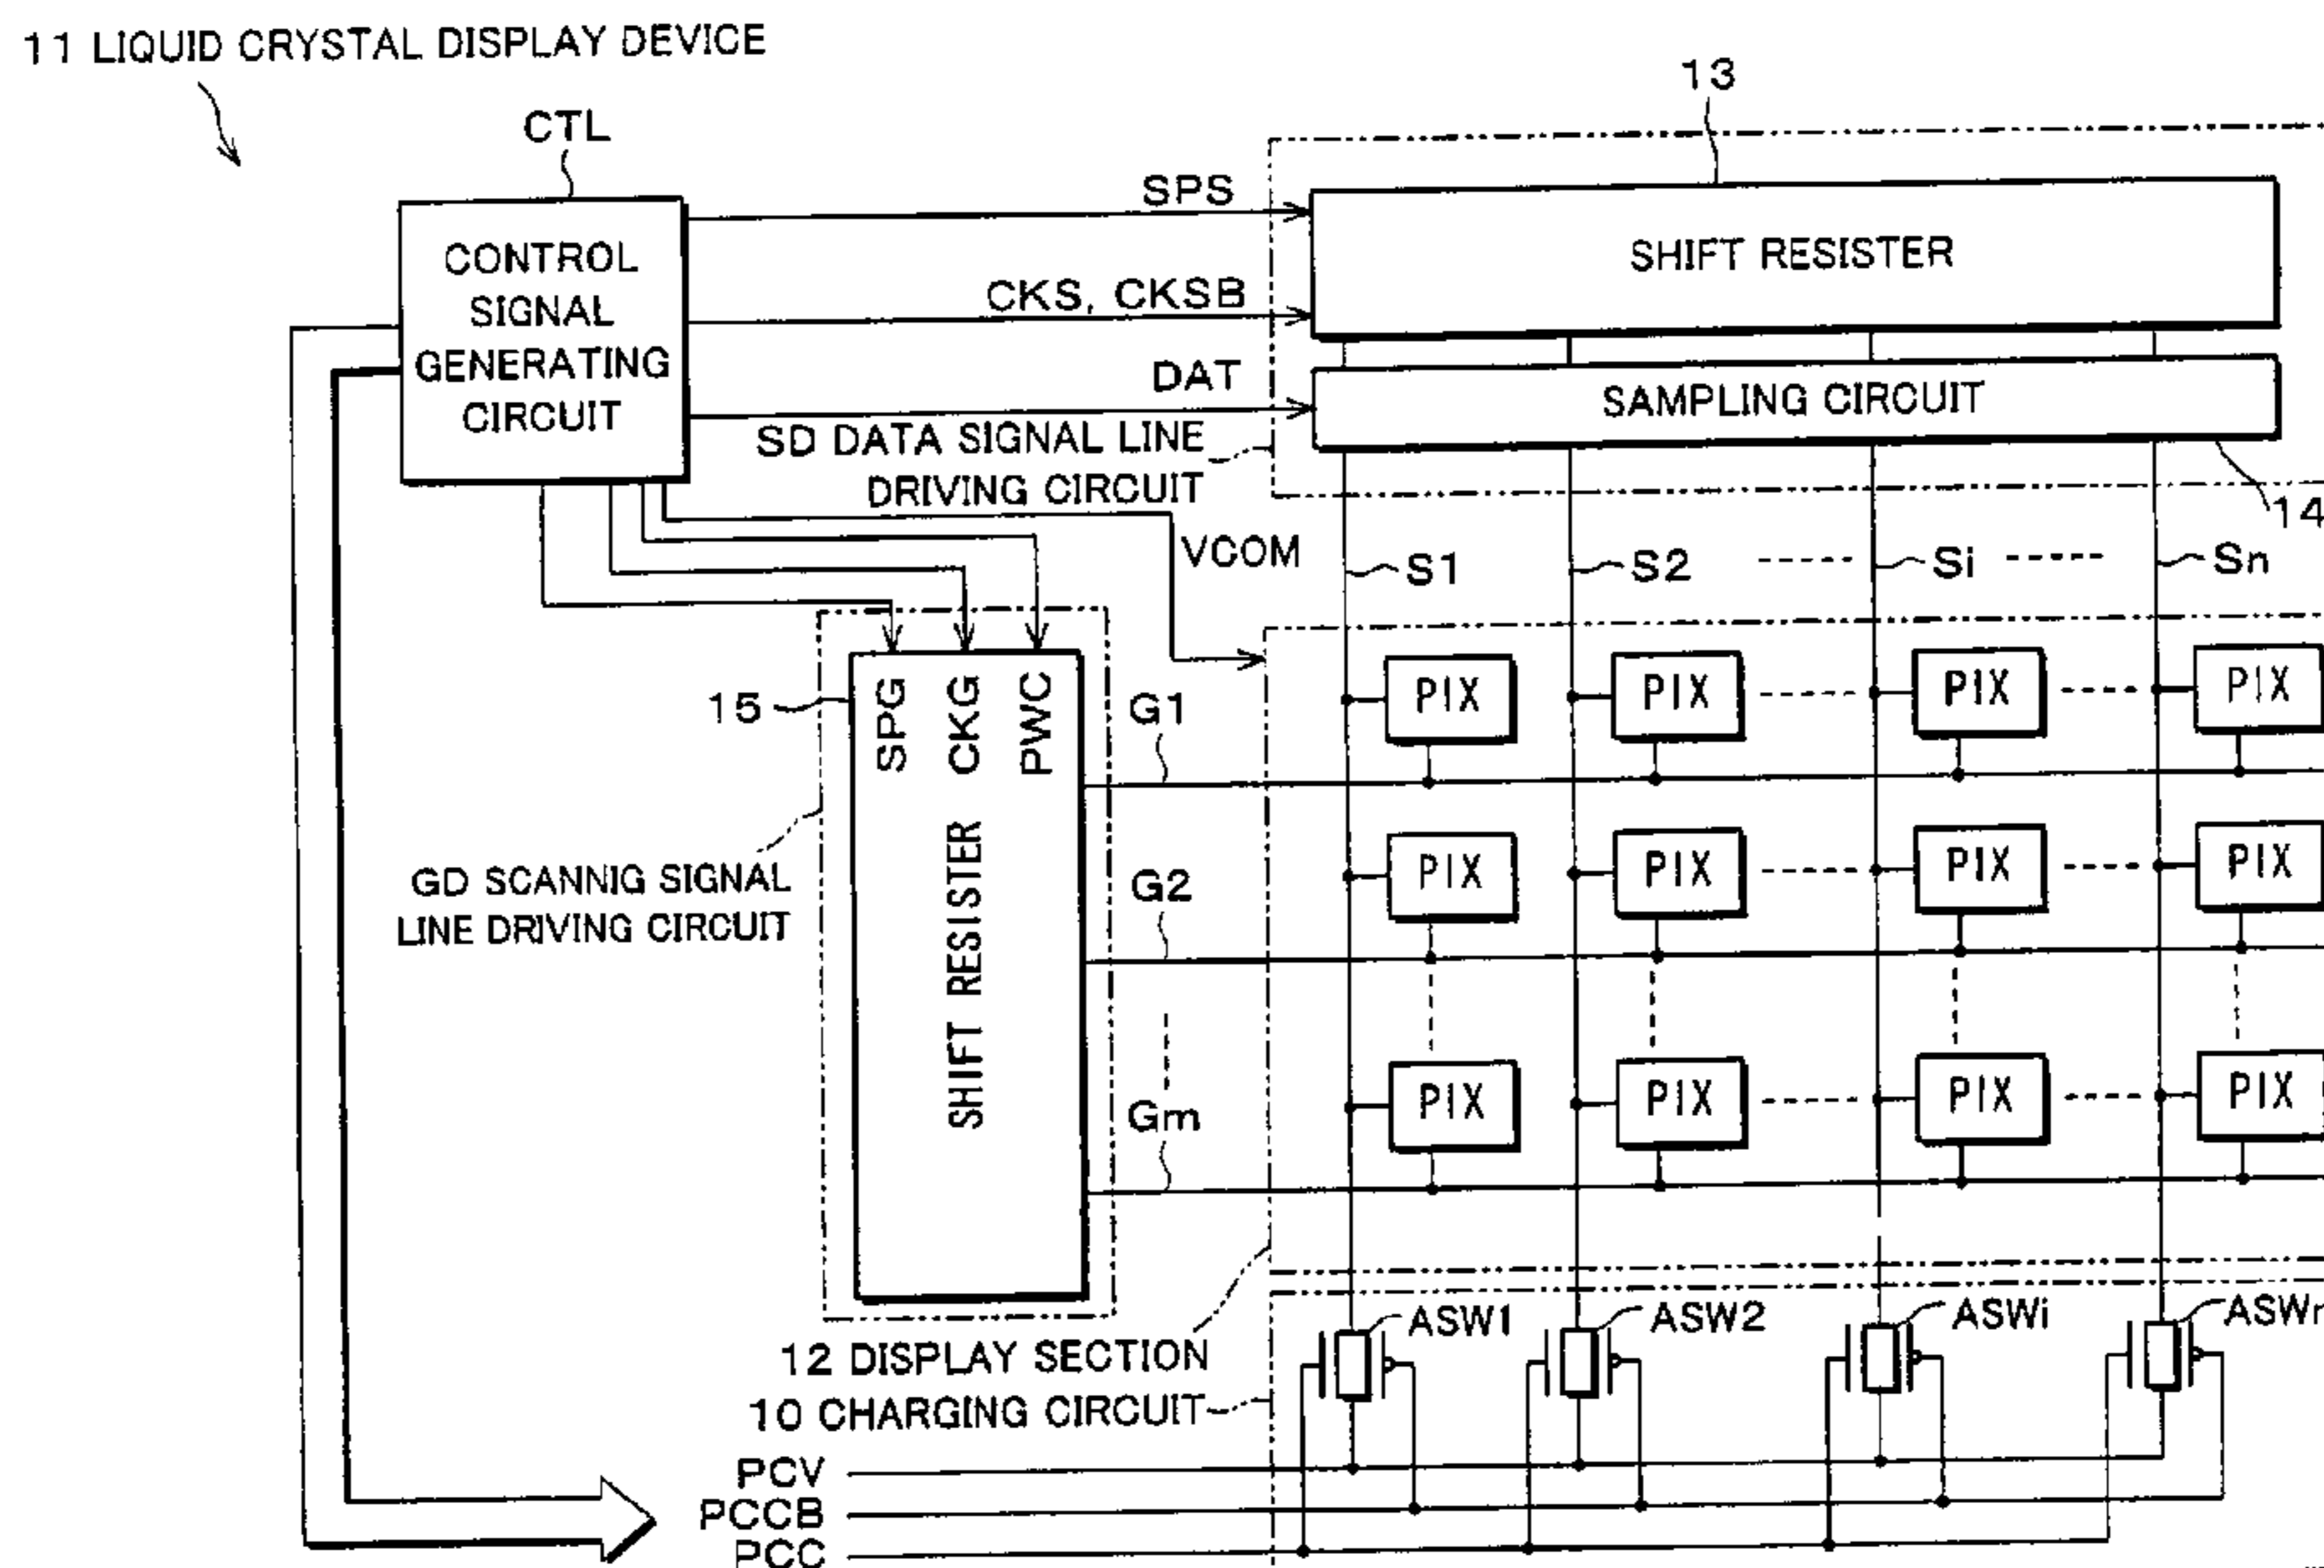 11 LIQUID CRYSTAL DISPLAY DEVICE
13
CTL
SPS
CONTROL
SIGNAL
GENERATING
CIRCUIT
SHIFT RESISTER
CKS, CKSB
DAT
SAMPLING CIRCUIT
SD DATA SIGNAL LINE
DRIVING CIRCUIT
14
VCOM
S1
S2
Si
Sn
15
SPG
CKG
PWC
SHIFT RESISTER
G1
PIX
PIX
PIX
PIX
GD SCANNIG SIGNAL
LINE DRIVING CIRCUIT
G2
PIX
PIX
PIX
PIX
Gm
PIX
PIX
PIX
PIX
ASW1
ASW2
ASWi
12 DISPLAY SECTION
10 CHARGING CIRCUIT
PCV
PCCB
PCC